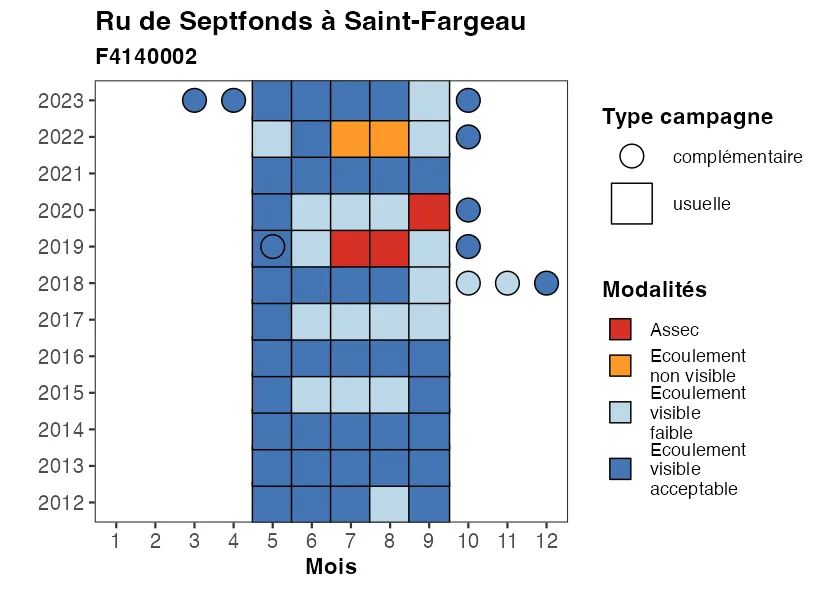 Ru de Septfonds à Saint-Fargeau
F4140002
2023
2022
2021
2020
2019
2018
2017
2016
2015
2014
2013
2012
1 2 3 4 5 6 7 8 9 10 11 12
Mois
Type campagne
complémentaire
usuelle
Modalités
Assec
Ecoulement
non visible
Ecoulement
visible
faible
Ecoulement
visible
acceptable